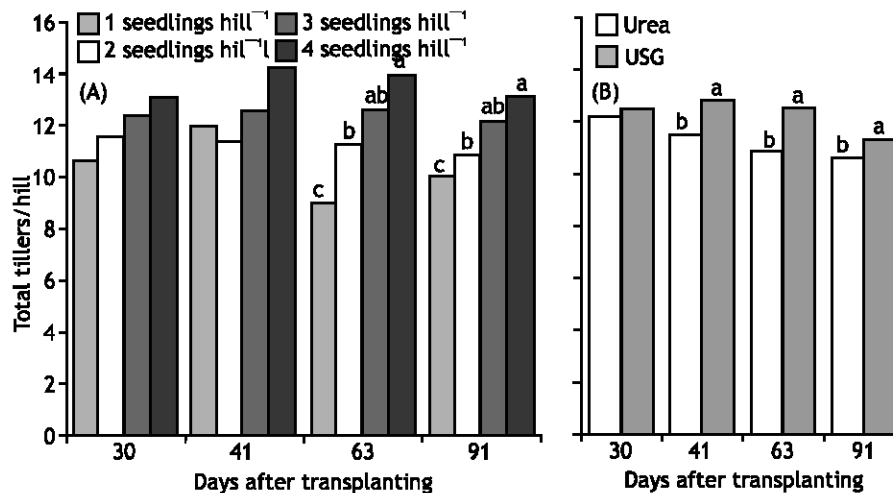 16
1 seedlings hill⁻¹
3 seedlings hill⁻¹
2 seedlings hil⁻¹l
4 seedlings hill⁻¹
14
(A)
12
10
8
6
4
2
0
Total tillers/hill
c
b
ab
a
c
b
ab
a
30 41 63 91
Days after transplanting
Urea
USG
(B)
b
a
b
a
b
a
30 41 63 91
Days after transplanting